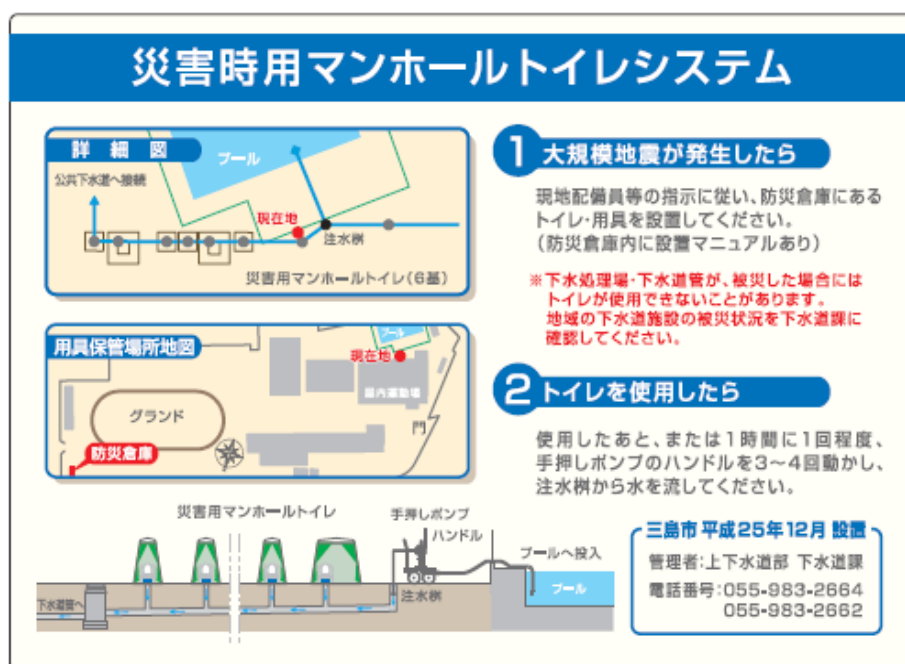 災害時用マンホールトイレシステム
詳細図
プール
公共下水道へ接続
現在地
注水桝
災害用マンホールトイレ(6基)
用具保管場所地図
プール
現在地
屋内運動場
グランド
門
防災倉庫
1 大規模地震が発生したら
現地配備員等の指示に従い、防災倉庫にある
トイレ・用具を設置してください。
(防災倉庫内に設置マニュアルあり)
※下水処理場・下水道管が、被災した場合には
トイレが使用できないことがあります。
地域の下水道施設の被災状況を下水道課に
確認してください。
2 トイレを使用したら
使用したあと、または1時間に1回程度、
手押しポンプのハンドルを3~4回動かし、
注水桝から水を流してください。
災害用マンホールトイレ
手押しポンプ
ハンドル
プールへ投入
プール
下水道管へ
注水桝
三島市 平成25年12月 設置
管理者:上下水道部 下水道課
電話番号:055-983-2664
055-983-2662